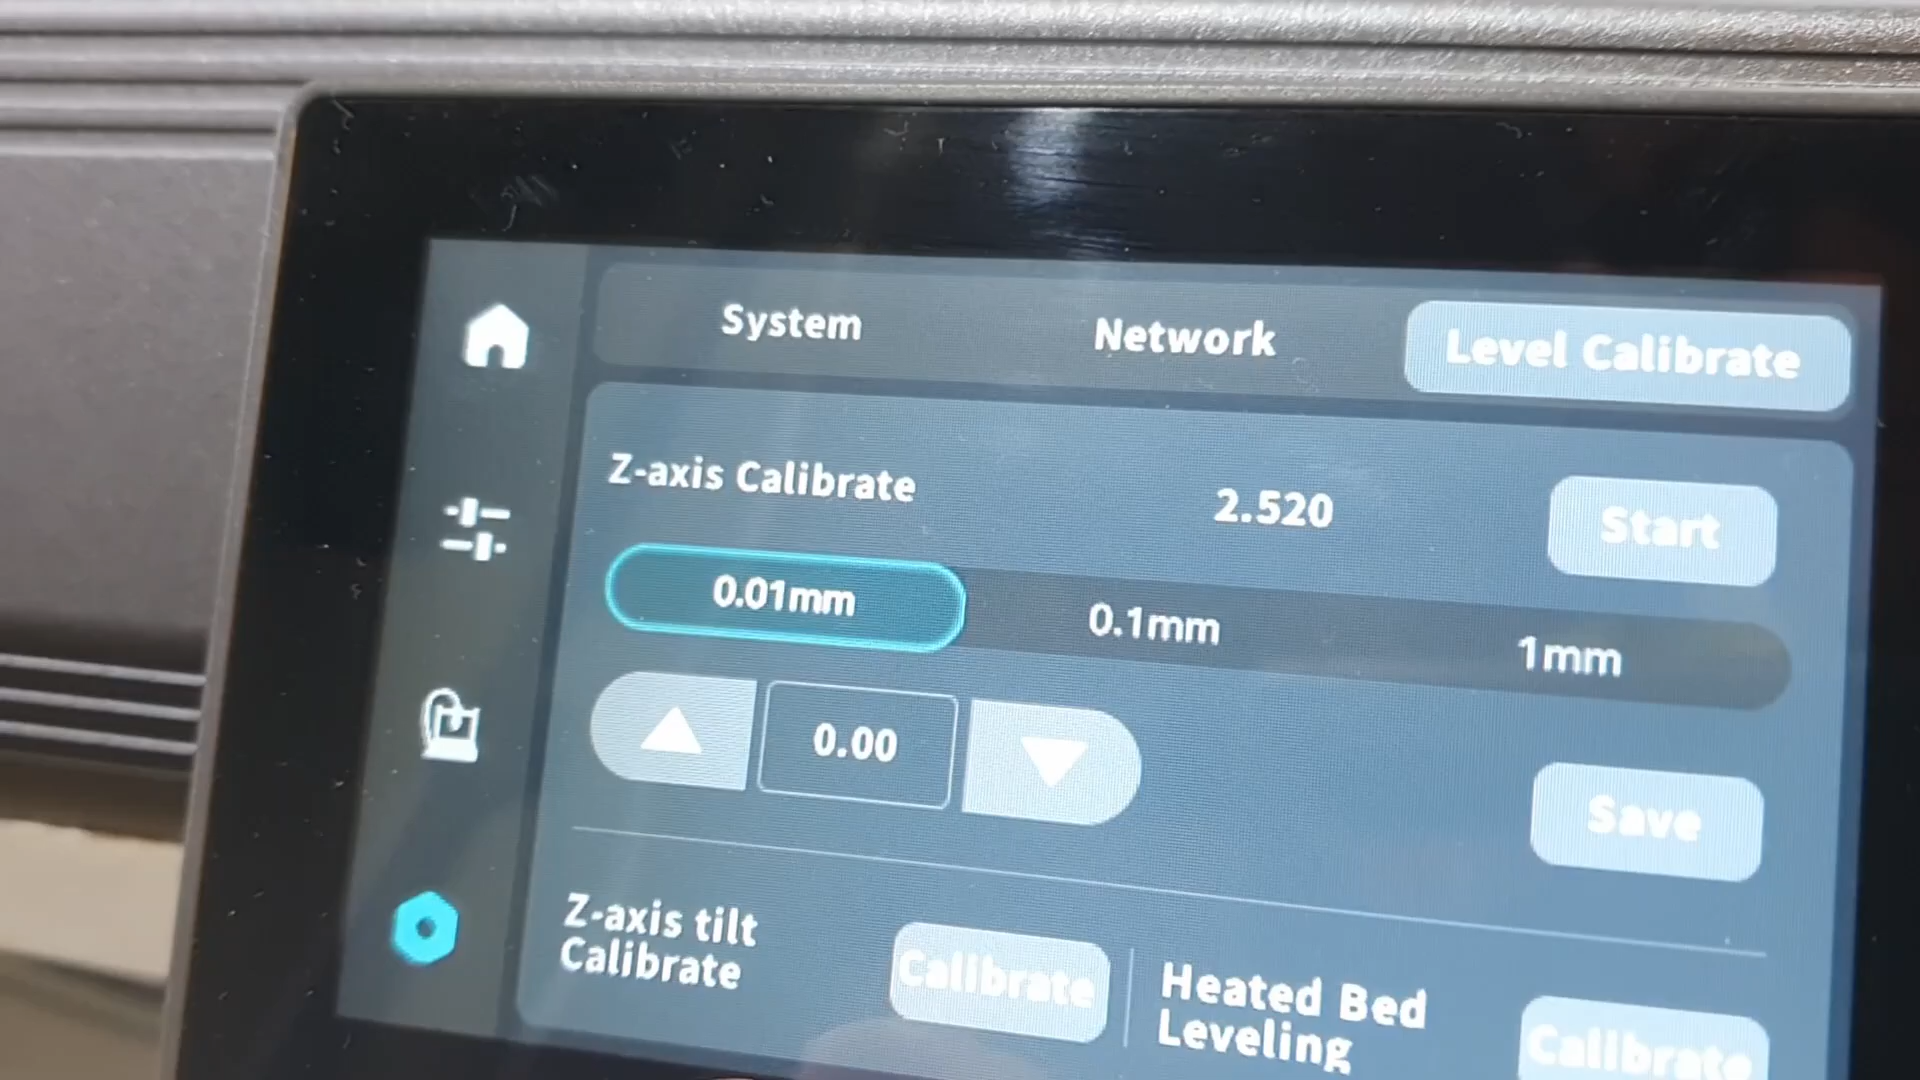 System Network Level Calibrate
Z-axis Calibrate 2.520 Start
0.01mm 0.1mm 1mm
0.00
Save
Z-axis tilt
Calibrate
Calibrate
Heated Bed
Leveling
Calibrate